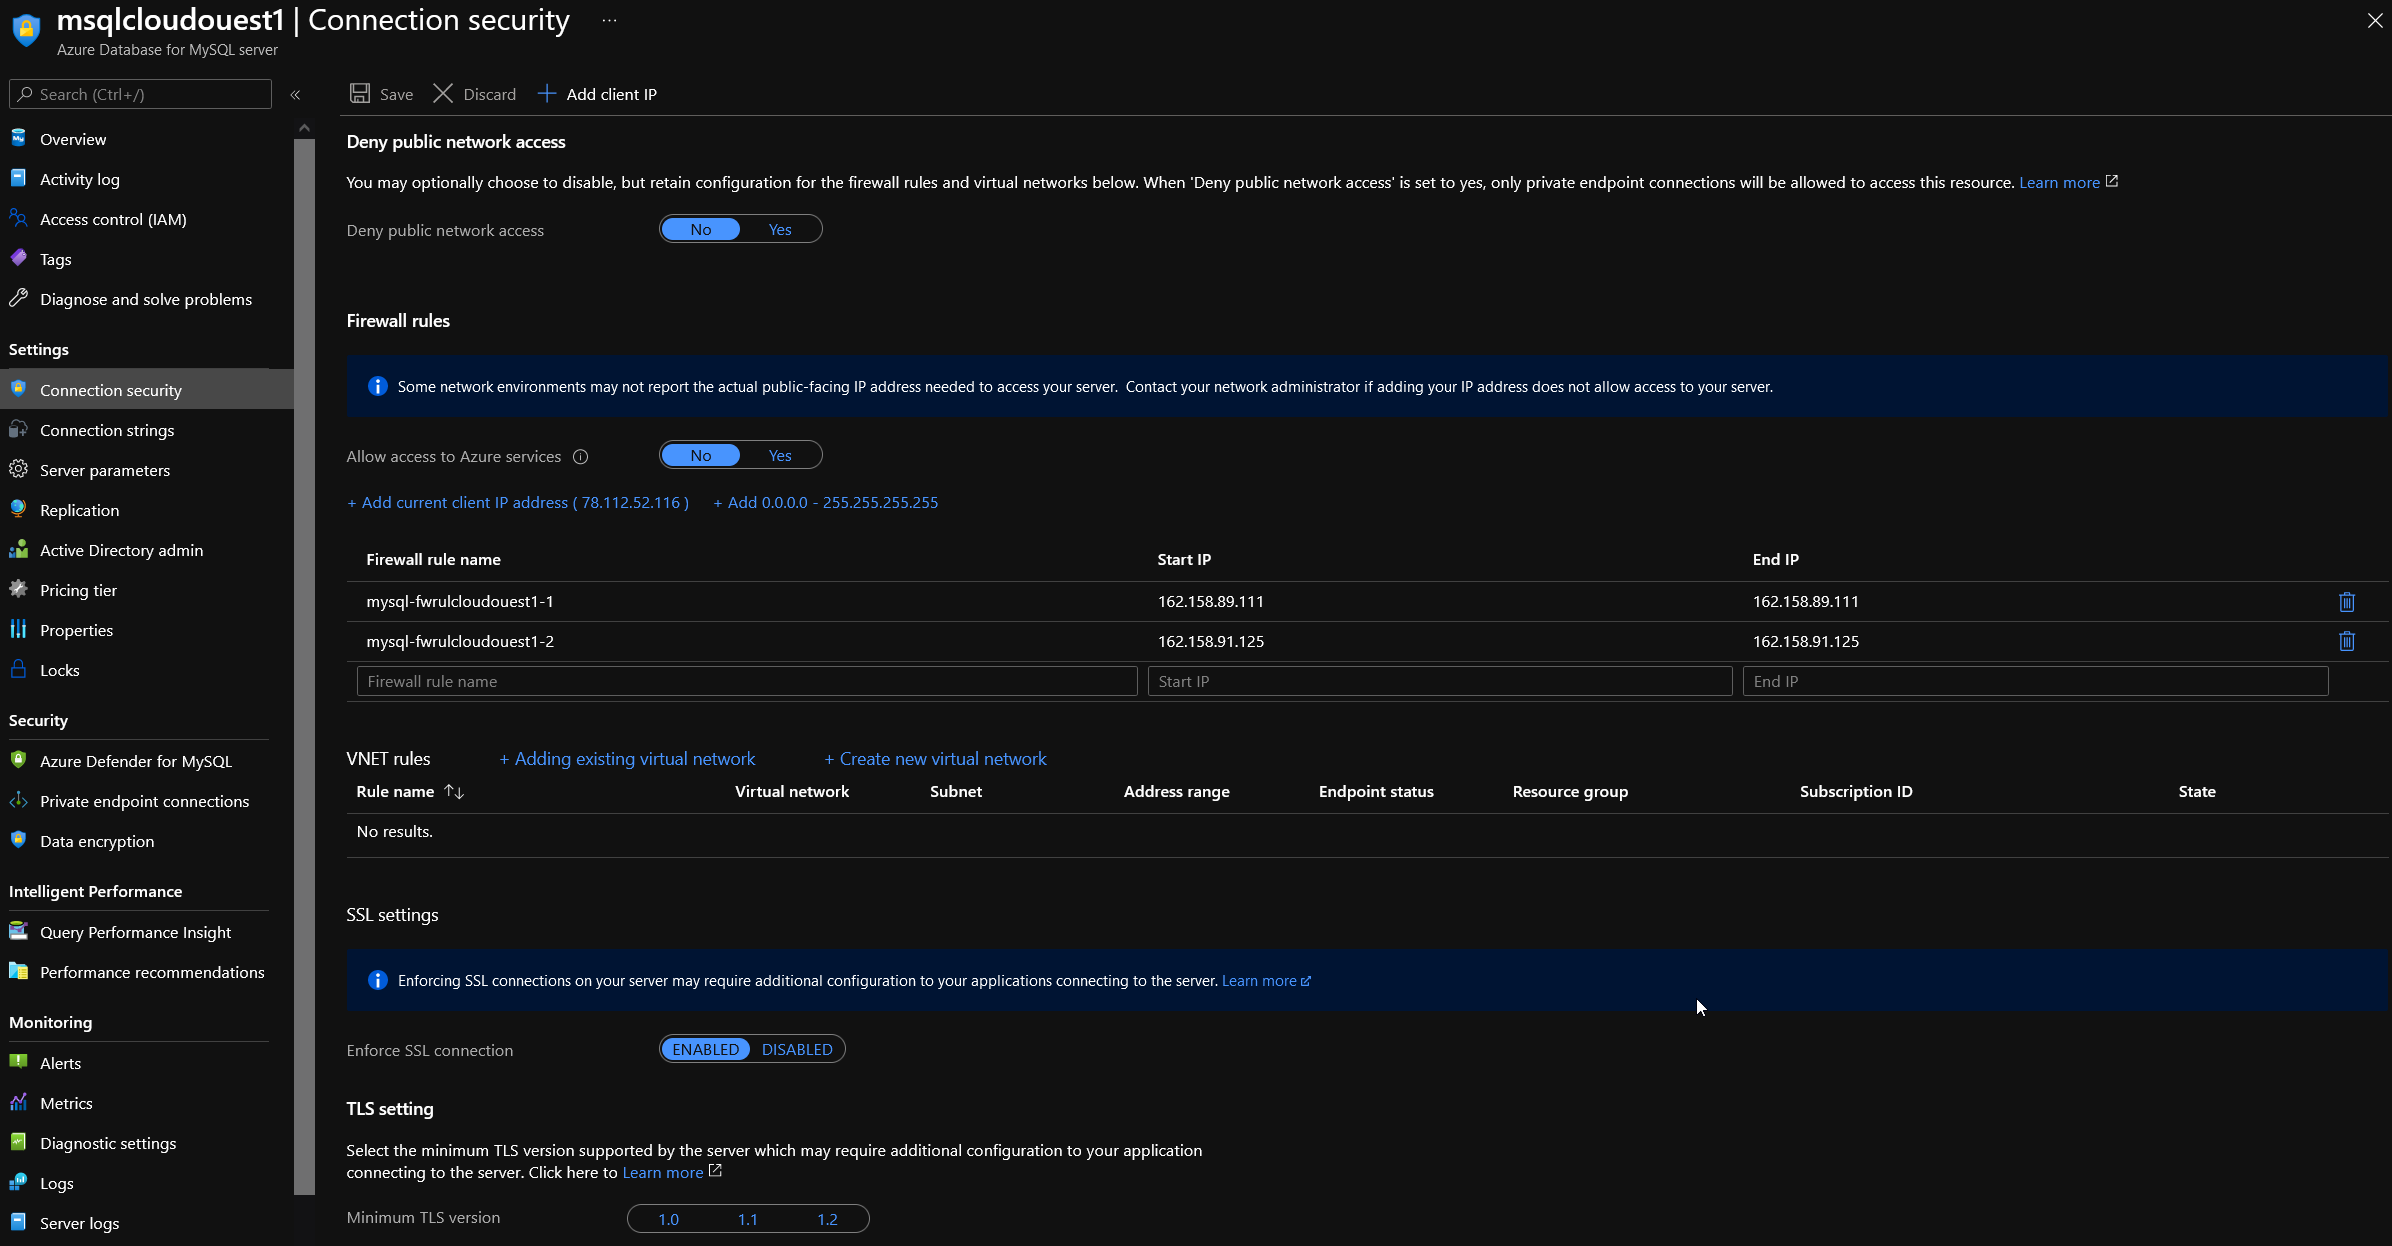 msqlcloudouest1 | Connection security ...
Azure Database for MySQL server
Search (Ctrl+/)
«
Overview
Activity log
Access control (IAM)
Tags
Diagnose and solve problems
Settings
Connection security
Connection strings
Server parameters
Replication
Active Directory admin
Pricing tier
Properties
Locks
Security
Azure Defender for MySQL
Private endpoint connections
Data encryption
Intelligent Performance
Query Performance Insight
Performance recommendations
Monitoring
Alerts
Metrics
Diagnostic settings
Logs
Server logs
Save Discard + Add client IP
Deny public network access
You may optionally choose to disable, but retain configuration for the firewall rules and virtual networks below. When 'Deny public network access' is set to yes, only private endpoint connections will be allowed to access this resource. Learn more
Deny public network access No Yes
Firewall rules
Some network environments may not report the actual public-facing IP address needed to access your server. Contact your network administrator if adding your IP address does not allow access to your server.
Allow access to Azure services No Yes
+ Add current client IP address ( 78.112.52.116 ) + Add 0.0.0.0 - 255.255.255.255
Firewall rule name Start IP End IP
mysql-fwrulcloudouest1-1 162.158.89.111 162.158.89.111
mysql-fwrulcloudouest1-2 162.158.91.125 162.158.91.125
Firewall rule name Start IP End IP
VNET rules + Adding existing virtual network + Create new virtual network
Rule name Virtual network Subnet Address range Endpoint status Resource group Subscription ID State
No results.
SSL settings
Enforcing SSL connections on your server may require additional configuration to your applications connecting to the server. Learn more
Enforce SSL connection ENABLED DISABLED
TLS setting
Select the minimum TLS version supported by the server which may require additional configuration to your application
connecting to the server. Click here to Learn more
Minimum TLS version 1.0 1.1 1.2